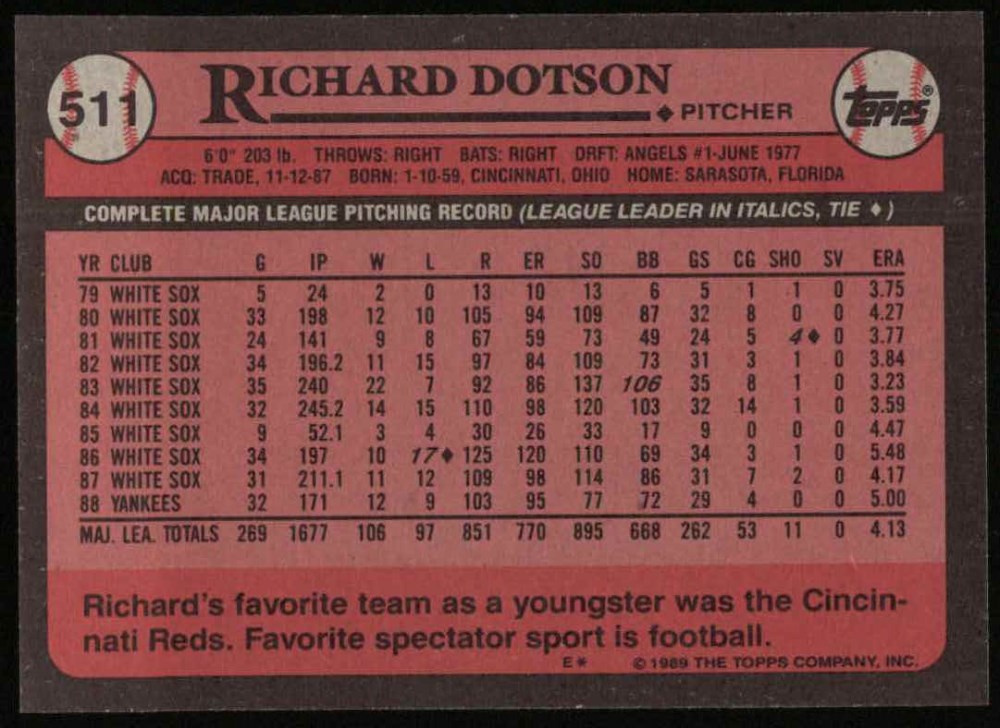 511
RICHARD DOTSON
◆ PITCHER
TOPPS®
6'0" 203 lb. THROWS: RIGHT BATS: RIGHT DRFT: ANGELS #1-JUNE 1977
ACQ: TRADE, 11-12-87 BORN: 1-10-59, CINCINNATI, OHIO HOME: SARASOTA, FLORIDA
COMPLETE MAJOR LEAGUE PITCHING RECORD (LEAGUE LEADER IN ITALICS, TIE ♦)
YR CLUB G IP W L R ER SO BB GS CG SHO SV ERA
79 WHITE SOX 5 24 2 0 13 10 13 6 5 1 1 0 3.75
80 WHITE SOX 33 198 12 10 105 94 109 87 32 8 0 0 4.27
81 WHITE SOX 24 141 9 8 67 59 73 49 24 5 4♦ 0 3.77
82 WHITE SOX 34 196.2 11 15 97 84 109 73 31 3 1 0 3.84
83 WHITE SOX 35 240 22 7 92 86 137 106 35 8 1 0 3.23
84 WHITE SOX 32 245.2 14 15 110 98 120 103 32 14 1 0 3.59
85 WHITE SOX 9 52.1 3 4 30 26 33 17 9 0 0 0 4.47
86 WHITE SOX 34 197 10 17♦ 125 120 110 69 34 3 1 0 5.48
87 WHITE SOX 31 211.1 11 12 109 98 114 86 31 7 2 0 4.17
88 YANKEES 32 171 12 9 103 95 77 72 29 4 0 0 5.00
MAJ. LEA. TOTALS 269 1677 106 97 851 770 895 668 262 53 11 0 4.13
Richard's favorite team as a youngster was the Cincin-
nati Reds. Favorite spectator sport is football.
E* © 1989 THE TOPPS COMPANY, INC.